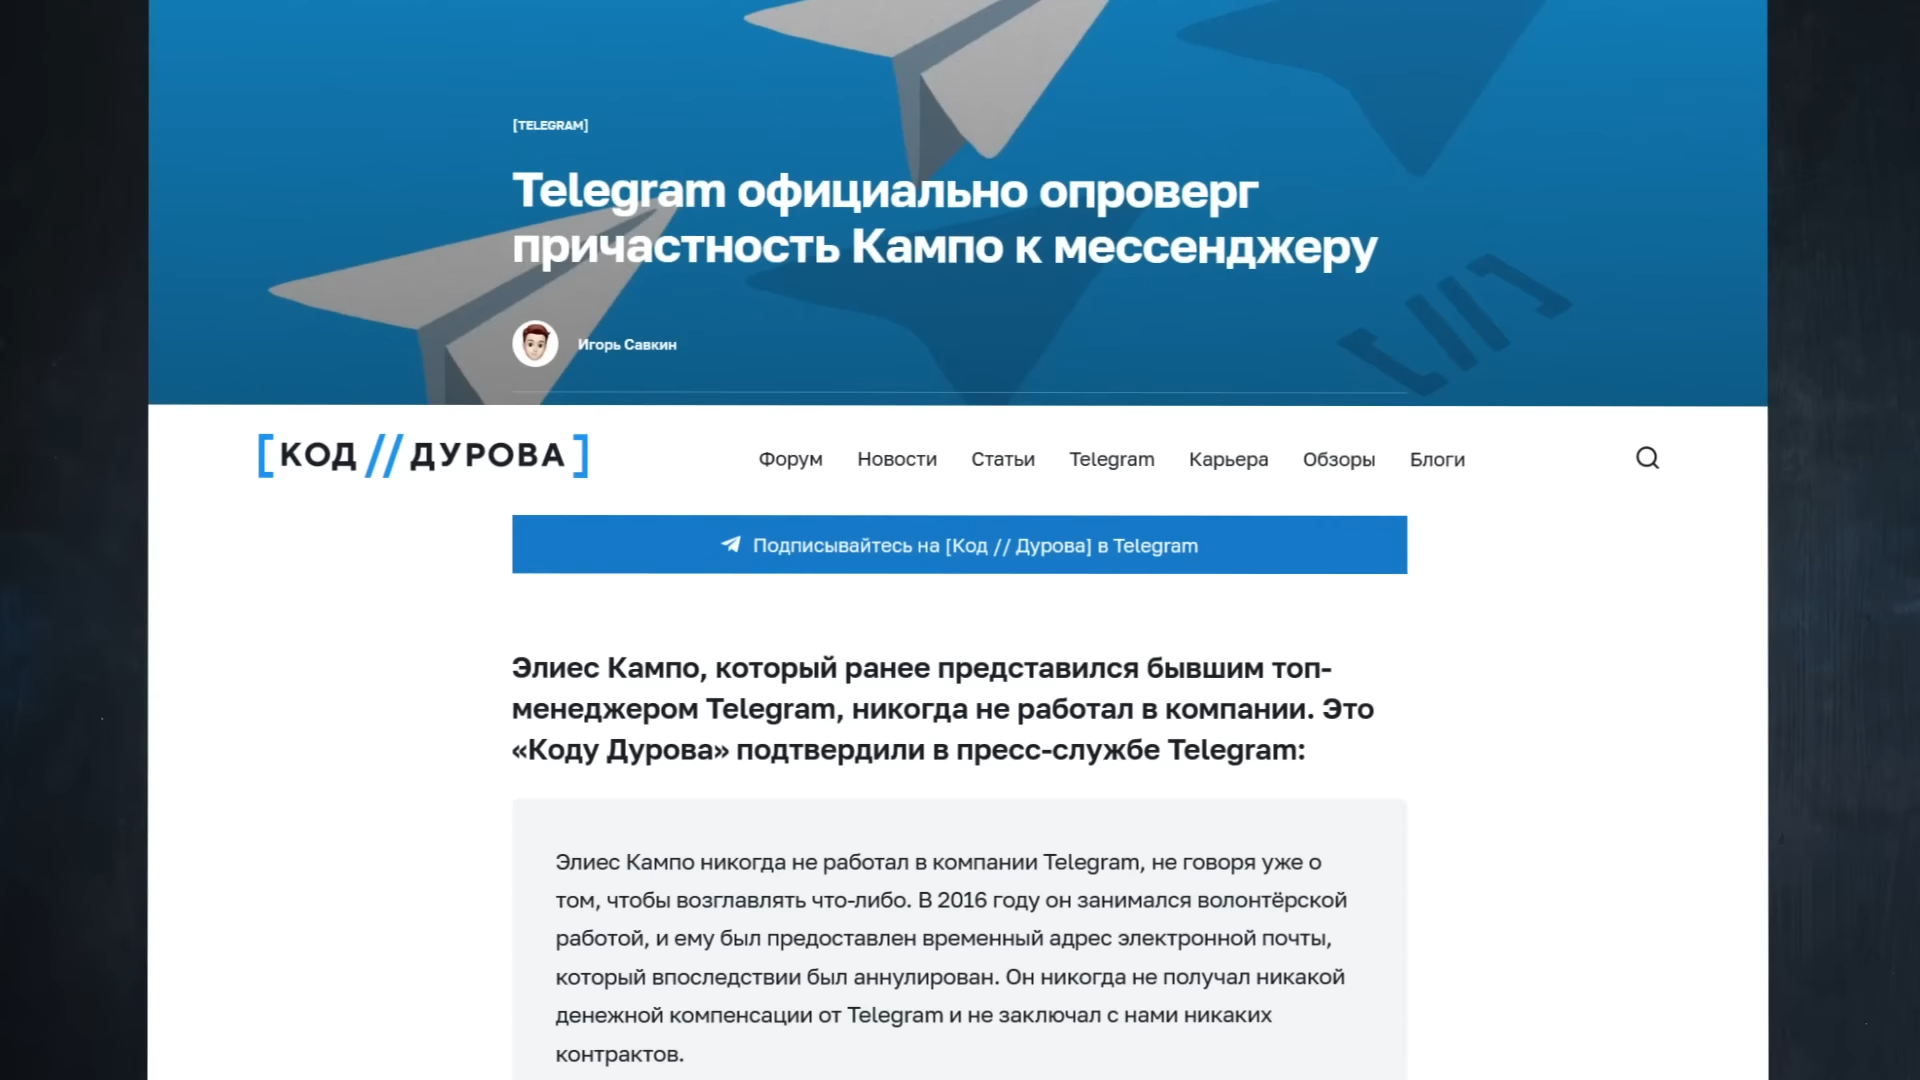 [TELEGRAM]
Telegram официально опроверг
причастность Кампо к мессенджеру
Игорь Савкин
[//]
[КОД//ДУРОВА]
Форум Новости Статьи Telegram Карьера Обзоры Блоги
Подписывайтесь на [Код // Дурова] в Telegram
Элиес Кампо, который ранее представился бывшим топ-
менеджером Telegram, никогда не работал в компании. Это
«Коду Дурова» подтвердили в пресс-службе Telegram:
Элиес Кампо никогда не работал в компании Telegram, не говоря уже о
том, чтобы возглавлять что-либо. В 2016 году он занимался волонтёрской
работой, и ему был предоставлен временный адрес электронной почты,
который впоследствии был аннулирован. Он никогда не получал никакой
денежной компенсации от Telegram и не заключал с нами никаких
контрактов.